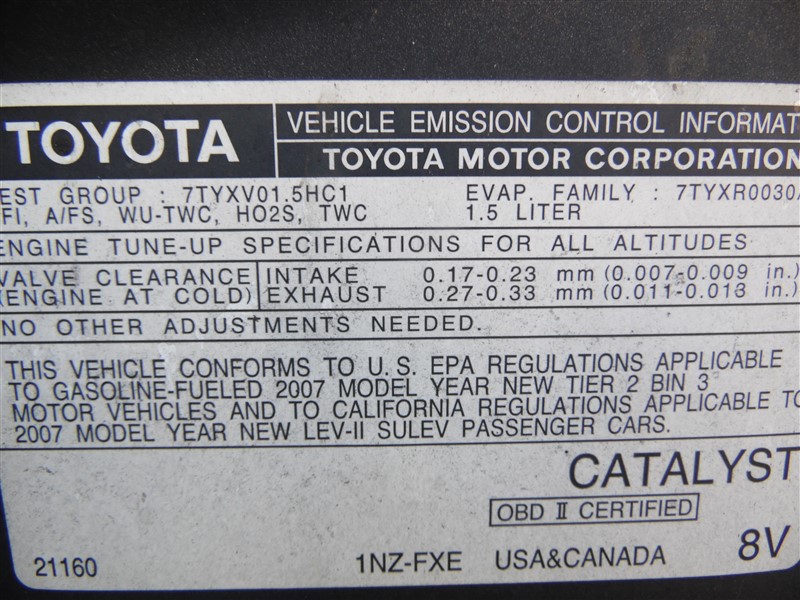 TOYOTA
VEHICLE EMISSION CONTROL INFORMAT
TOYOTA MOTOR CORPORATION
EST GROUP : 7TYXV01.5HC1 EVAP. FAMILY : 7TYXR0030
FI, A/FS, WU-TWC, HO2S, TWC 1.5 LITER
ENGINE TUNE-UP SPECIFICATIONS FOR ALL ALTITUDES
VALVE CLEARANCE INTAKE 0.17-0.23 mm (0.007-0.009 in.)
(ENGINE AT COLD) EXHAUST 0.27-0.33 mm (0.011-0.013 in.)
NO OTHER ADJUSTMENTS NEEDED.
THIS VEHICLE CONFORMS TO U.S. EPA REGULATIONS APPLICABLE
TO GASOLINE-FUELED 2007 MODEL YEAR NEW TIER 2 BIN 3
MOTOR VEHICLES AND TO CALIFORNIA REGULATIONS APPLICABLE TO
2007 MODEL YEAR NEW LEV-II SULEV PASSENGER CARS.
CATALYST
OBD II CERTIFIED
21160 1NZ-FXE USA&CANADA 8V